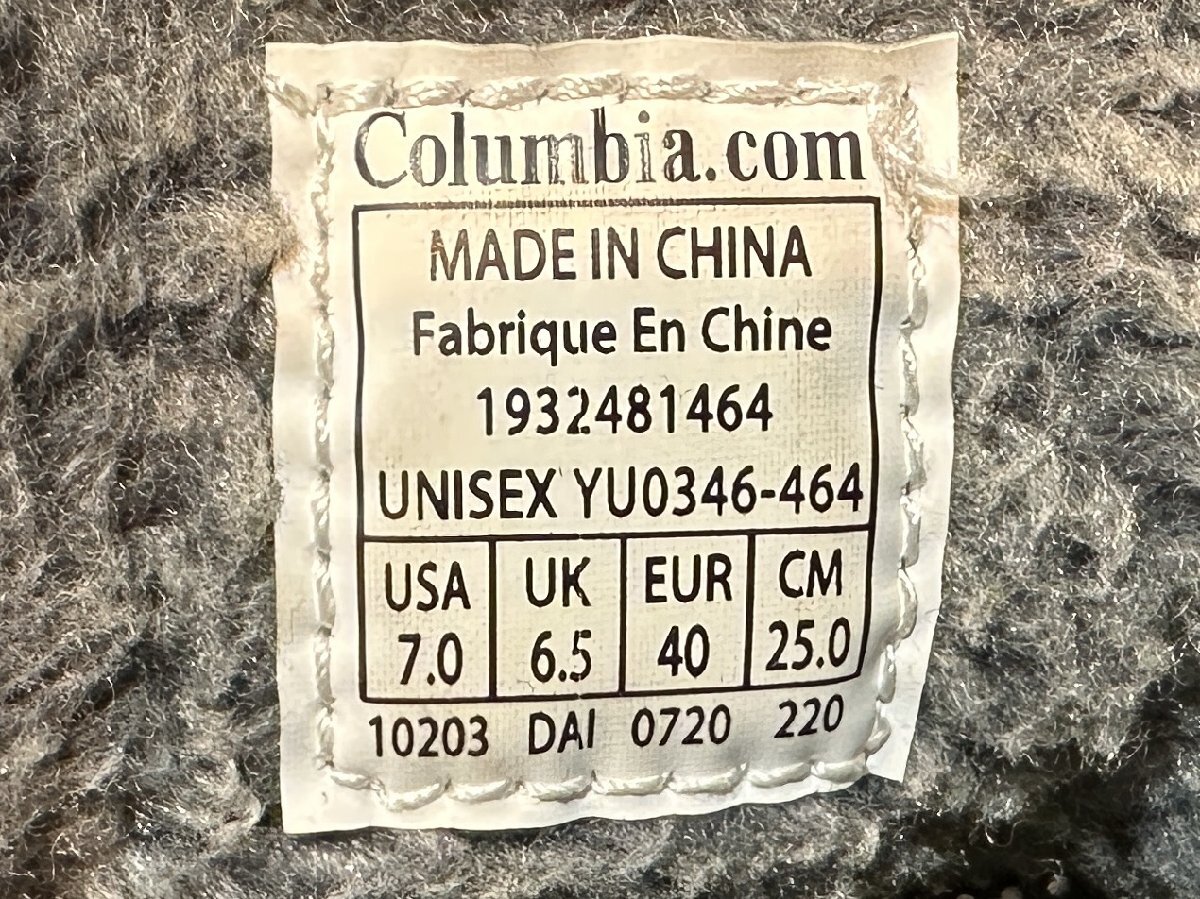 Columbia.com
MADE IN CHINA
Fabrique En Chine
1932481464
UNISEX YU0346-464
USA UK EUR CM
7.0 6.5 40 25.0
10203 DAI 0720 220